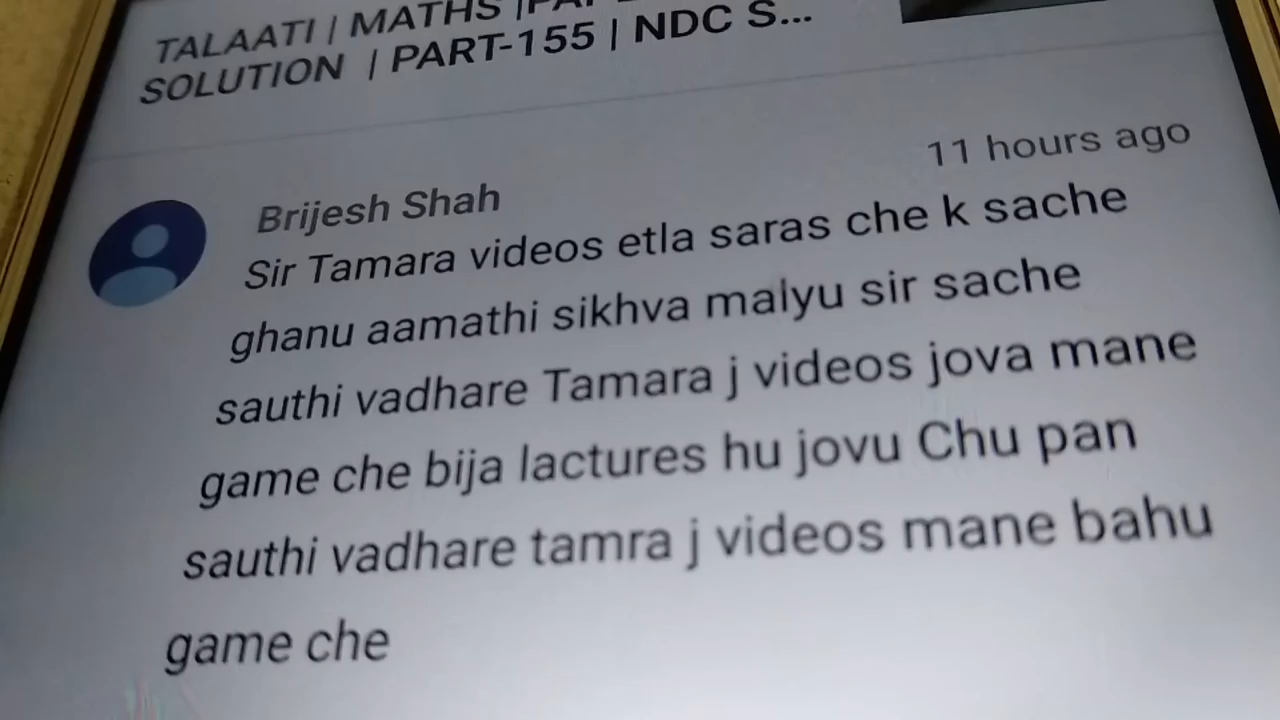 TALAATI | MATHS |
SOLUTION | PART-155 | NDC S...
11 hours ago
Brijesh Shah
Sir Tamara videos etla saras che k sache
ghanu aamathi sikhva malyu sir sache
sauthi vadhare Tamara j videos jova mane
game che bija lactures hu jovu Chu pan
sauthi vadhare tamra j videos mane bahu
game che